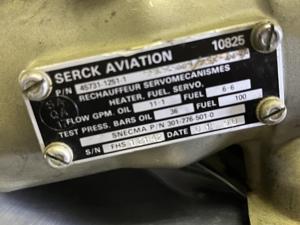 SERCK AVIATION 10825
P/N 45731-1251-1
RECHAUFFEUR SERVOMECANISMES
HEATER, FUEL, SERVO,
FLOW GPM. OIL 11·1 FUEL 6·6
TEST PRESS. BARS OIL 36 FUEL 100
SNECMA P/N 301-776-501-0
S/N DATE